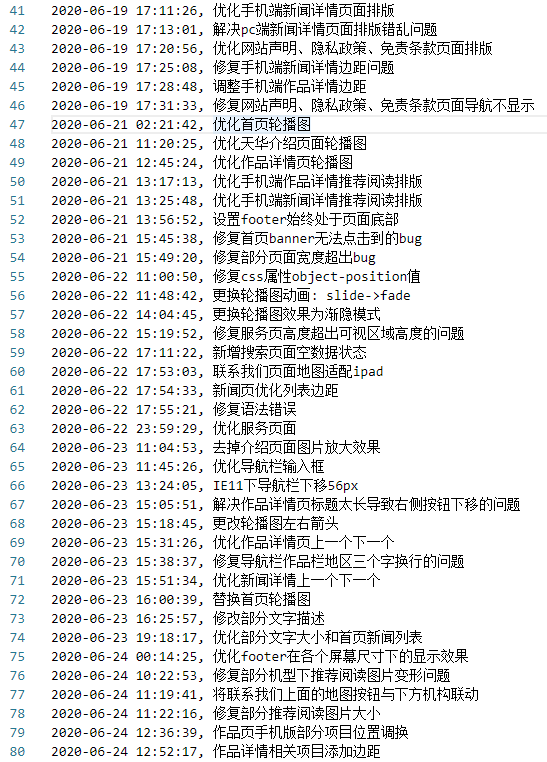 41 2020-06-19 17:11:26, 优化手机端新闻详情页面排版
42 2020-06-19 17:13:01, 解决pc端新闻详情页面排版错乱问题
43 2020-06-19 17:20:56, 优化网站声明、隐私政策、免责条款页面排版
44 2020-06-19 17:25:08, 修复手机端新闻详情边距问题
45 2020-06-19 17:28:48, 调整手机端作品详情边距
46 2020-06-19 17:31:33, 修复网站声明、隐私政策、免责条款页面导航不显示
47 2020-06-21 02:21:42, 优化首页轮播图
48 2020-06-21 11:20:25, 优化天华介绍页面轮播图
49 2020-06-21 12:45:24, 优化作品详情页轮播图
50 2020-06-21 13:17:13, 优化手机端作品详情推荐阅读排版
51 2020-06-21 13:25:48, 优化手机端新闻详情推荐阅读排版
52 2020-06-21 13:56:52, 设置footer始终处于页面底部
53 2020-06-21 15:45:38, 修复首页banner无法点击到的bug
54 2020-06-21 15:49:20, 修复部分页面宽度超出bug
55 2020-06-22 11:00:50, 修复css属性object-position值
56 2020-06-22 11:48:42, 更换轮播图动画: slide->fade
57 2020-06-22 14:04:45, 更换轮播图效果为渐隐模式
58 2020-06-22 15:19:52, 修复服务页高度超出可视区域高度的问题
59 2020-06-22 17:11:22, 新增搜索页面空数据状态
60 2020-06-22 17:53:03, 联系我们页面地图适配ipad
61 2020-06-22 17:54:33, 新闻页优化列表边距
62 2020-06-22 17:55:21, 修复语法错误
63 2020-06-22 23:59:29, 优化服务页面
64 2020-06-23 11:04:53, 去掉介绍页面图片放大效果
65 2020-06-23 11:45:26, 优化导航栏输入框
66 2020-06-23 13:24:05, IE11下导航栏下移56px
67 2020-06-23 15:05:51, 解决作品详情页标题太长导致右侧按钮下移的问题
68 2020-06-23 15:18:45, 更改轮播图左右箭头
69 2020-06-23 15:31:26, 优化作品详情页上一个下一个
70 2020-06-23 15:38:37, 修复导航栏作品栏地区三个字换行的问题
71 2020-06-23 15:51:34, 优化新闻详情上一个下一个
72 2020-06-23 16:00:39, 替换首页轮播图
73 2020-06-23 16:25:57, 修改部分文字描述
74 2020-06-23 19:18:17, 优化部分文字大小和首页新闻列表
75 2020-06-24 00:14:25, 优化footer在各个屏幕尺寸下的显示效果
76 2020-06-24 10:22:53, 修复部分机型下推荐阅读图片变形问题
77 2020-06-24 11:19:41, 将联系我们上面的地图按钮与下方机构联动
78 2020-06-24 11:22:16, 修复部分推荐阅读图片大小
79 2020-06-24 12:36:39, 作品页手机版部分项目位置调换
80 2020-06-24 12:52:17, 作品详情相关项目添加边距